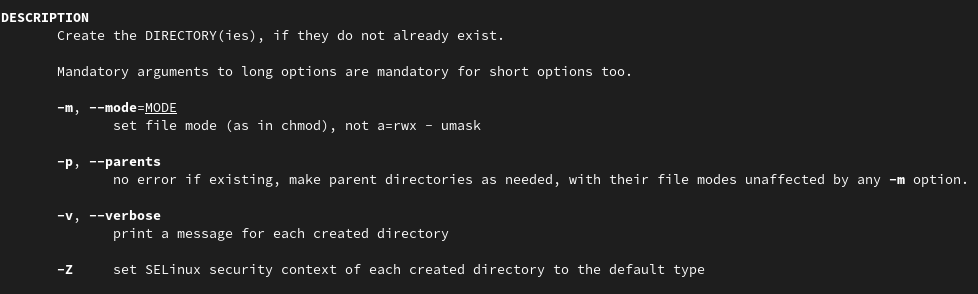 DESCRIPTION
Create the DIRECTORY(ies), if they do not already exist.
Mandatory arguments to long options are mandatory for short options too.
-m, --mode=MODE
set file mode (as in chmod), not a=rwx - umask
-p, --parents
no error if existing, make parent directories as needed, with their file modes unaffected by any -m option.
-v, --verbose
print a message for each created directory
-Z     set SELinux security context of each created directory to the default type